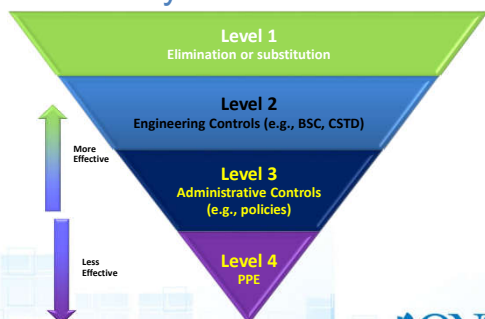 Level 1
Elimination or substitution
Level 2
Engineering Controls (e.g., BSC, CSTD)
More
Effective
Level 3
Administrative Controls
(e.g., policies)
Less
Effective
Level 4
PPE